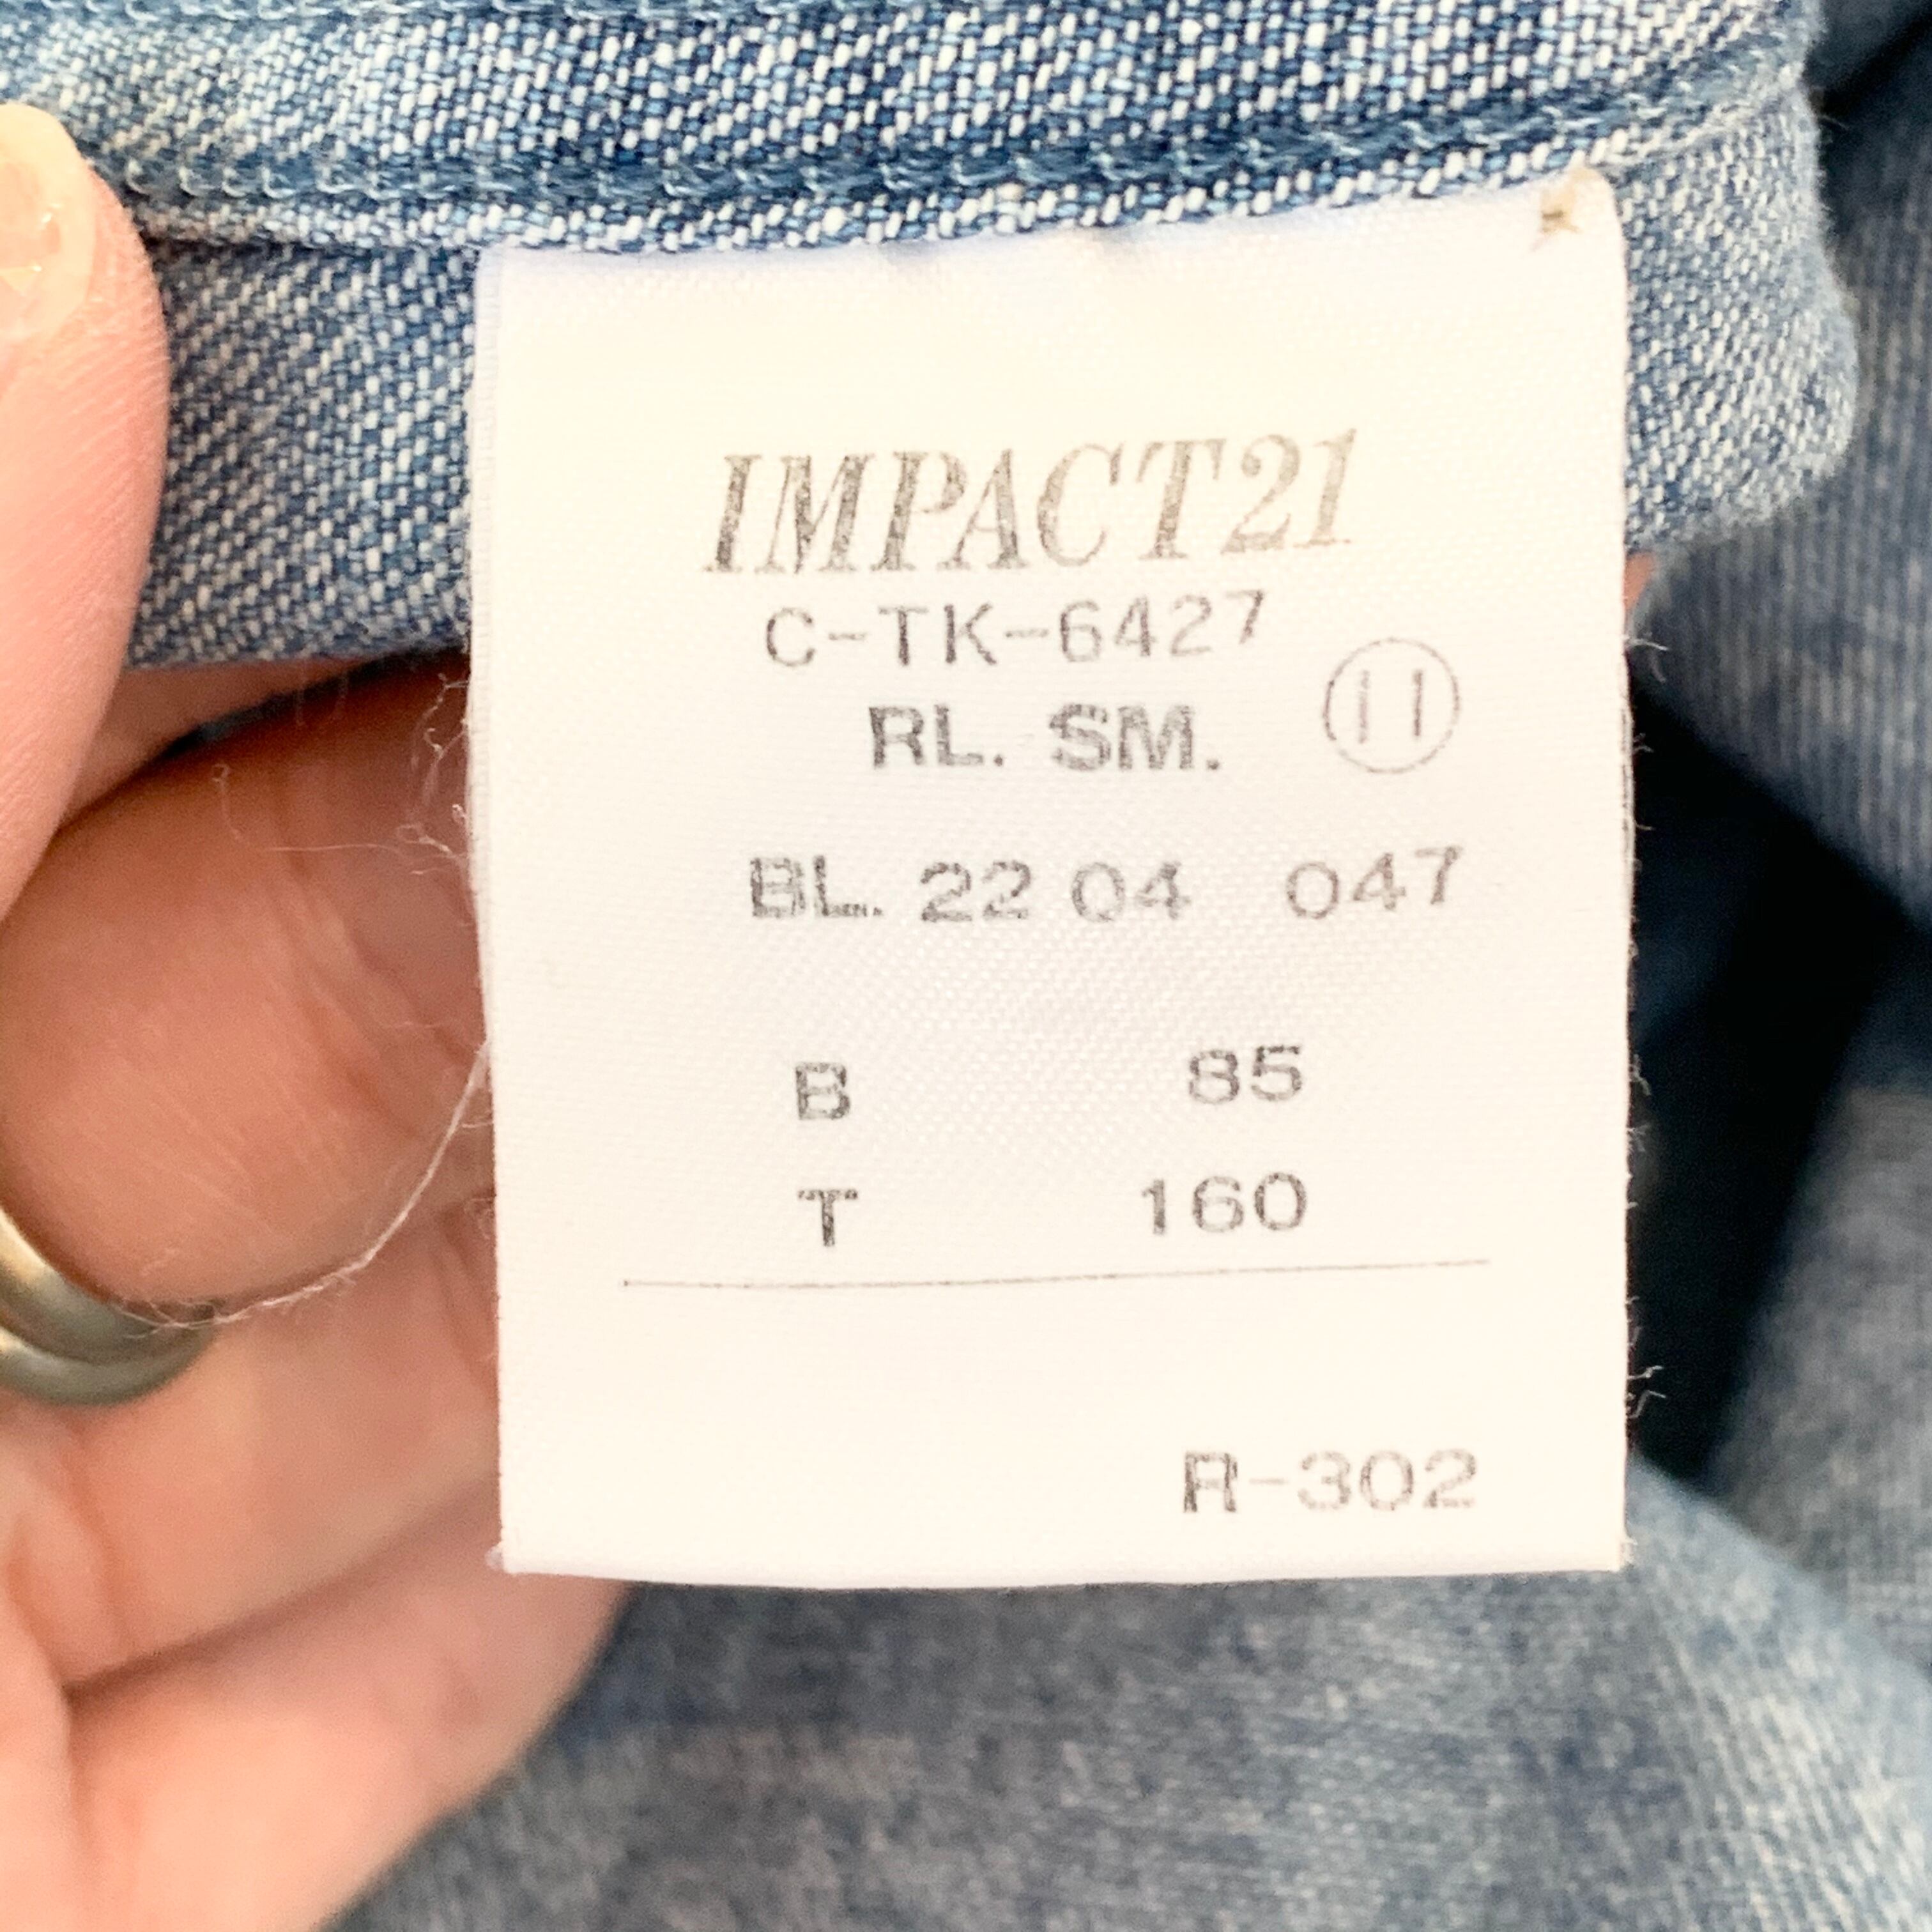 IMPACT21
C-TK-6427
RL. SM. 11
BL. 22 04 047
B 85
T 160
R-302